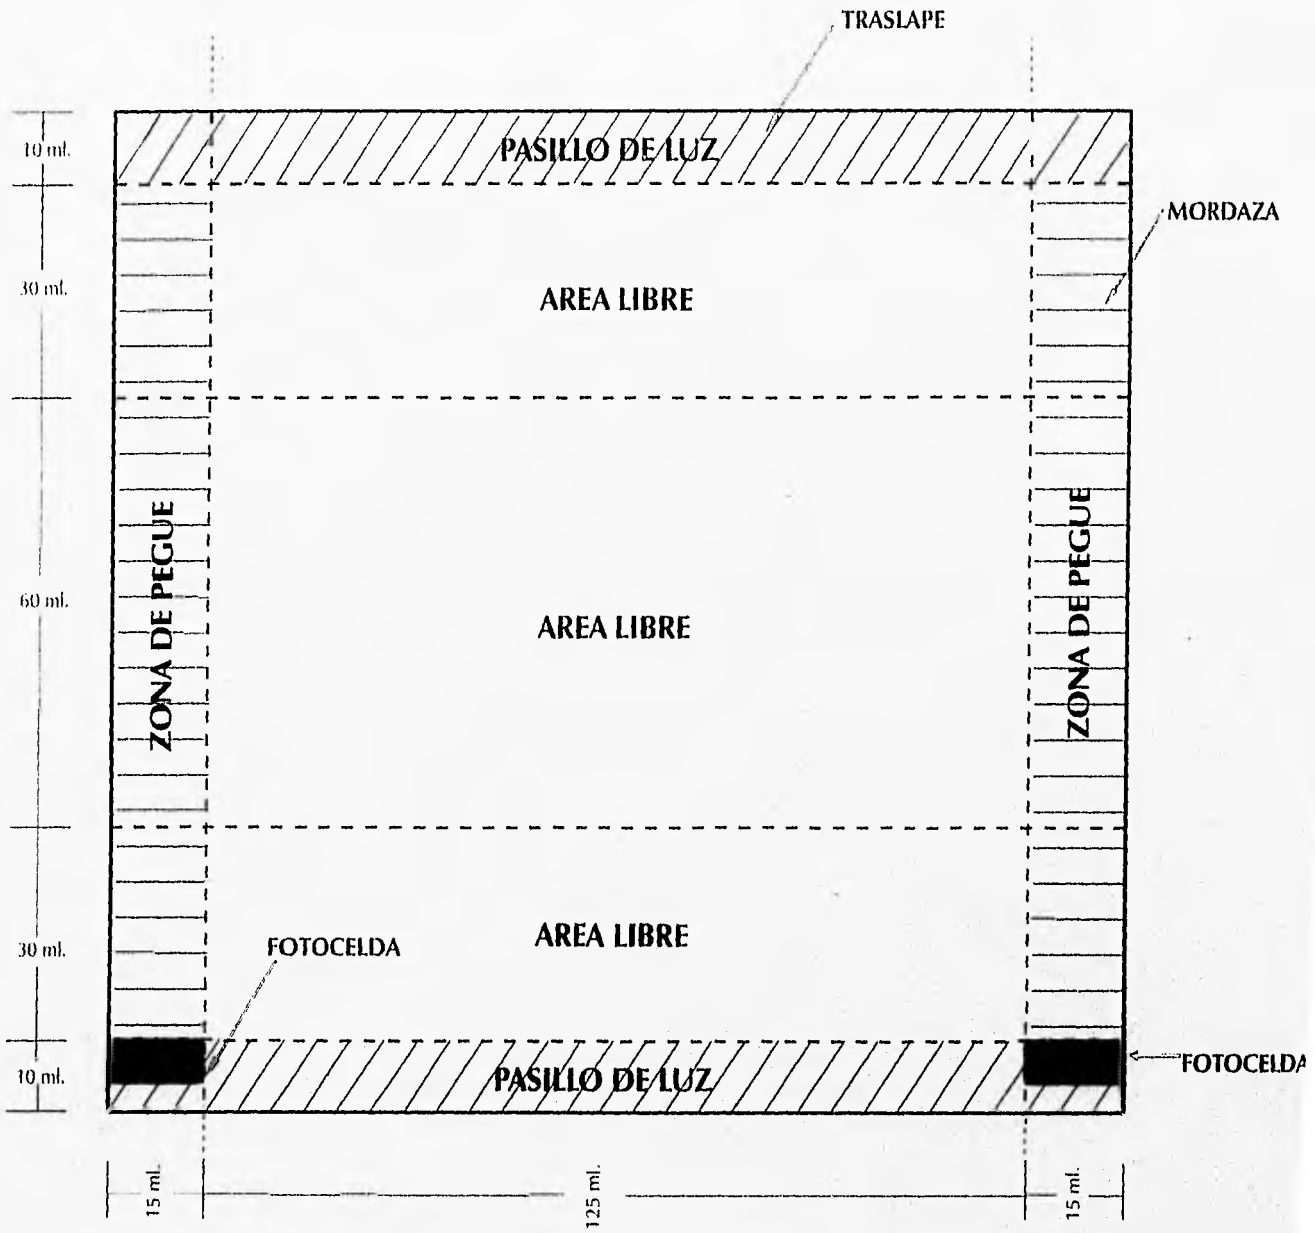 TRASLAPE
10 ml.
PASILLO DE LUZ
MORDAZA
30 ml.
AREA LIBRE
ZONA DE PEGUE
ZONA DE PEGUE
60 ml.
AREA LIBRE
30 ml.
AREA LIBRE
FOTOCELDA
10 ml.
PASILLO DE LUZ
FOTOCELDA
15 ml.
125 ml.
15 ml.